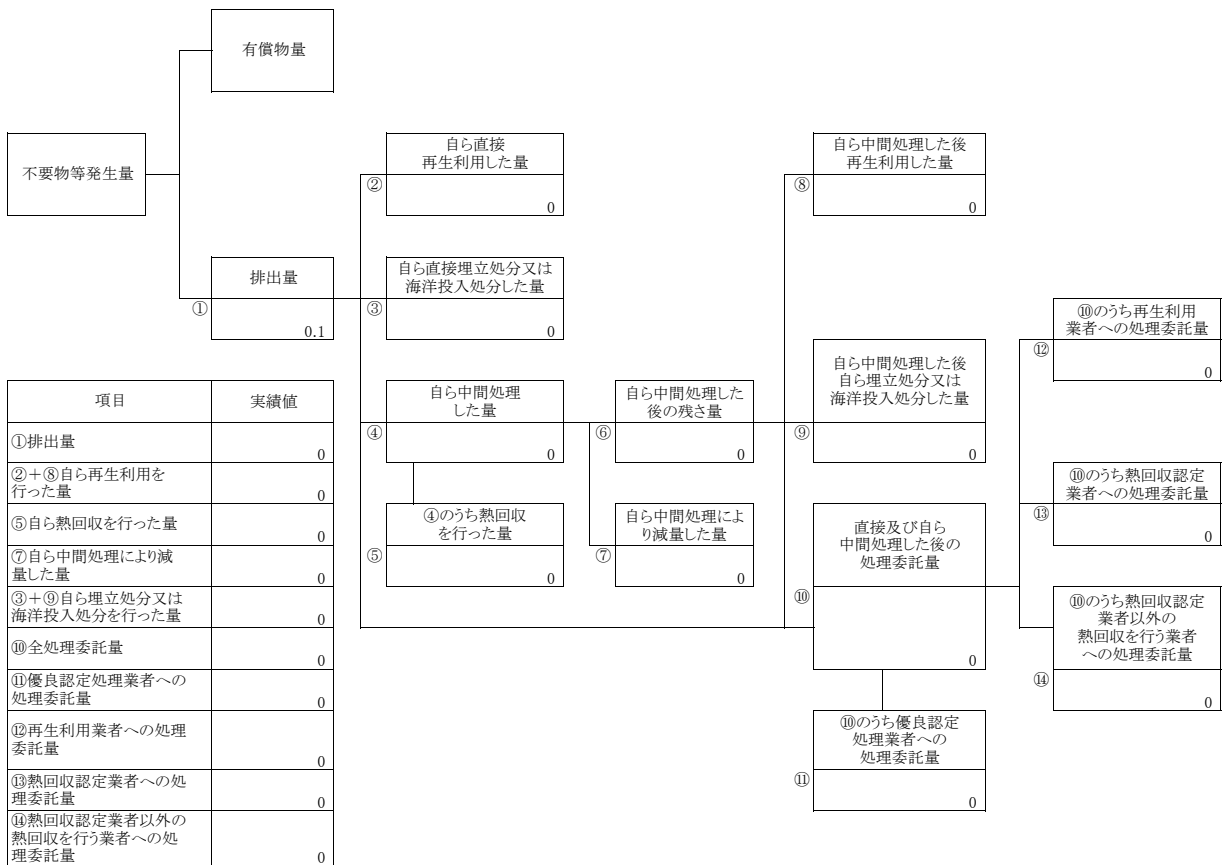 有償物量
不要物等発生量
自ら直接
再生利用した量
②
0
自ら中間処理した後
再生利用した量
⑧
0
排出量
①
0.1
自ら直接埋立処分又は
海洋投入処分した量
③
0
⑩のうち再生利用
業者への処理委託量
⑫
0
自ら中間処理
した量
④
0
自ら中間処理した
後の残さ量
⑥
0
自ら中間処理した後
自ら埋立処分又は
海洋投入処分した量
⑨
0
⑩のうち熱回収認定
業者への処理委託量
⑬
0
④のうち熱回収
を行った量
⑤
0
自ら中間処理によ
り減量した量
⑦
0
直接及び自ら
中間処理した後の
処理委託量
⑩
0
⑩のうち熱回収認定
業者以外の
熱回収を行う業者
への処理委託量
⑭
0
⑩のうち優良認定
処理業者への
処理委託量
⑪
0
項目 実績値
①排出量
0
②+⑧自ら再生利用を
行った量 0
⑤自ら熱回収を行った量
0
⑦自ら中間処理により減
量した量 0
③+⑨自ら埋立処分又は
海洋投入処分を行った量 0
⑩全処理委託量
0
⑪優良認定処理業者への
処理委託量 0
⑫再生利用業者への処理
委託量
0
⑬熱回収認定業者への処
理委託量 0
⑭熱回収認定業者以外の
熱回収を行う業者への処
理委託量 0